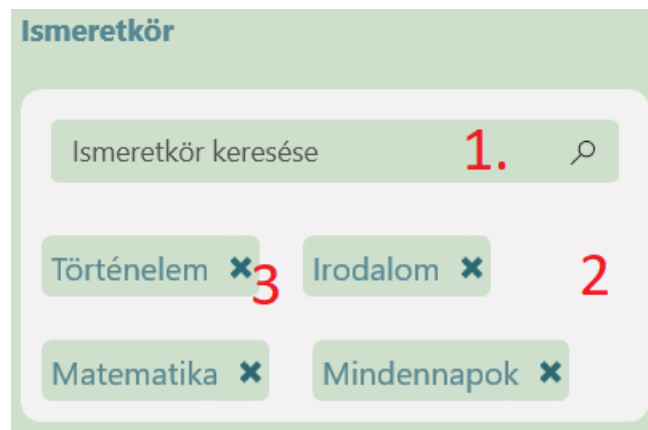 Ismeretkör
Ismeretkör keresése 1.
Történelem ✖ 3 Irodalom ✖ 2
Matematika ✖ Mindennapok ✖